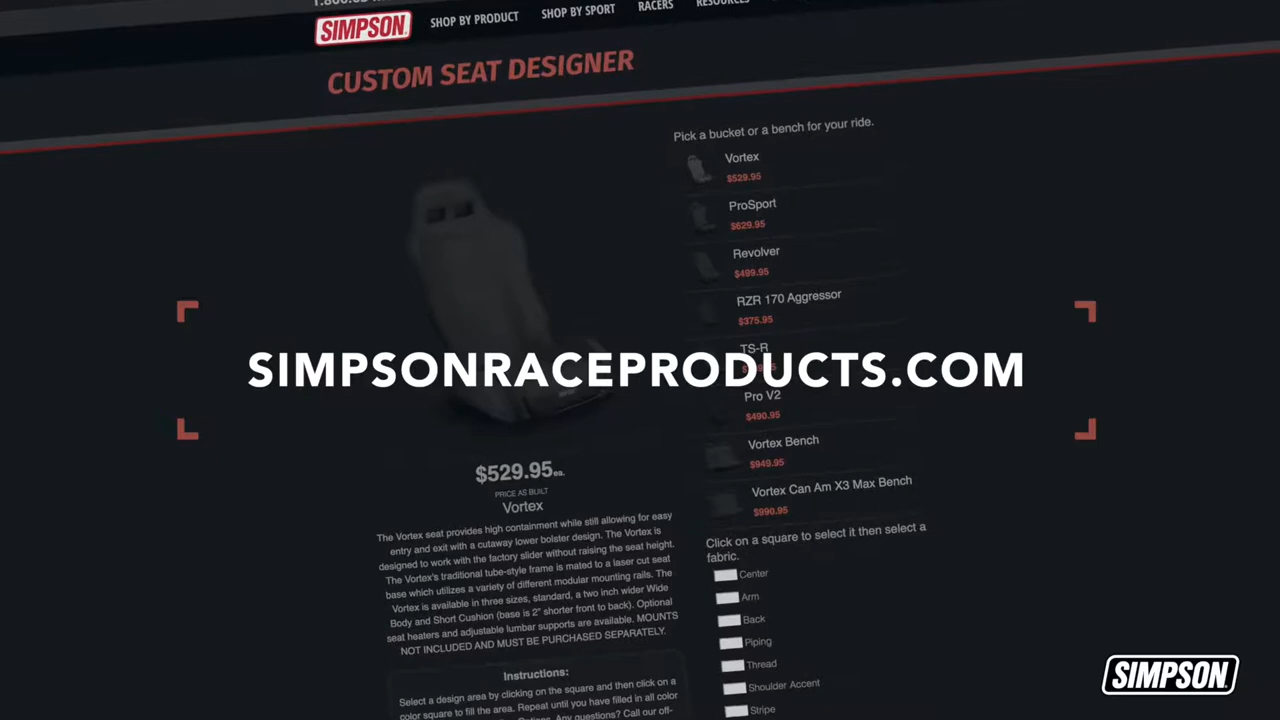 SIMPSON
SHOP BY PRODUCT
SHOP BY SPORT
RACERS
RESOURCES
CUSTOM SEAT DESIGNER
Pick a bucket or a bench for your ride.
Vortex
$529.95
ProSport
$629.95
Revolver
$499.95
RZR 170 Aggressor
$375.95
TS-R
SIMPSONRACEPRODUCTS.COM
Pro V2
$490.95
Vortex Bench
$949.95
Vortex Can Am X3 Max Bench
$990.95
$529.95ea.
PRICE AS BUILT
Vortex
The Vortex seat provides high containment while still allowing for easy
entry and exit with a cutaway lower bolster design. The Vortex is
designed to work with the factory slider without raising the seat height.
The Vortex's traditional tube-style frame is mated to a laser cut seat
base which utilizes a variety of different modular mounting rails. The
Vortex is available in three sizes, standard, a two inch wider Wide
Body and Short Cushion (base is 2" shorter front to back). Optional
seat heaters and adjustable lumbar supports are available. MOUNTS
NOT INCLUDED AND MUST BE PURCHASED SEPARATELY.
Instructions:
Select a design area by clicking on the square and then click on a
color square to fill the area. Repeat until you have filled in all color
Any questions? Call our off-
Click on a square to select it then select a
fabric.
Center
Arm
Back
Piping
Thread
Shoulder Accent
Stripe
SIMPSON